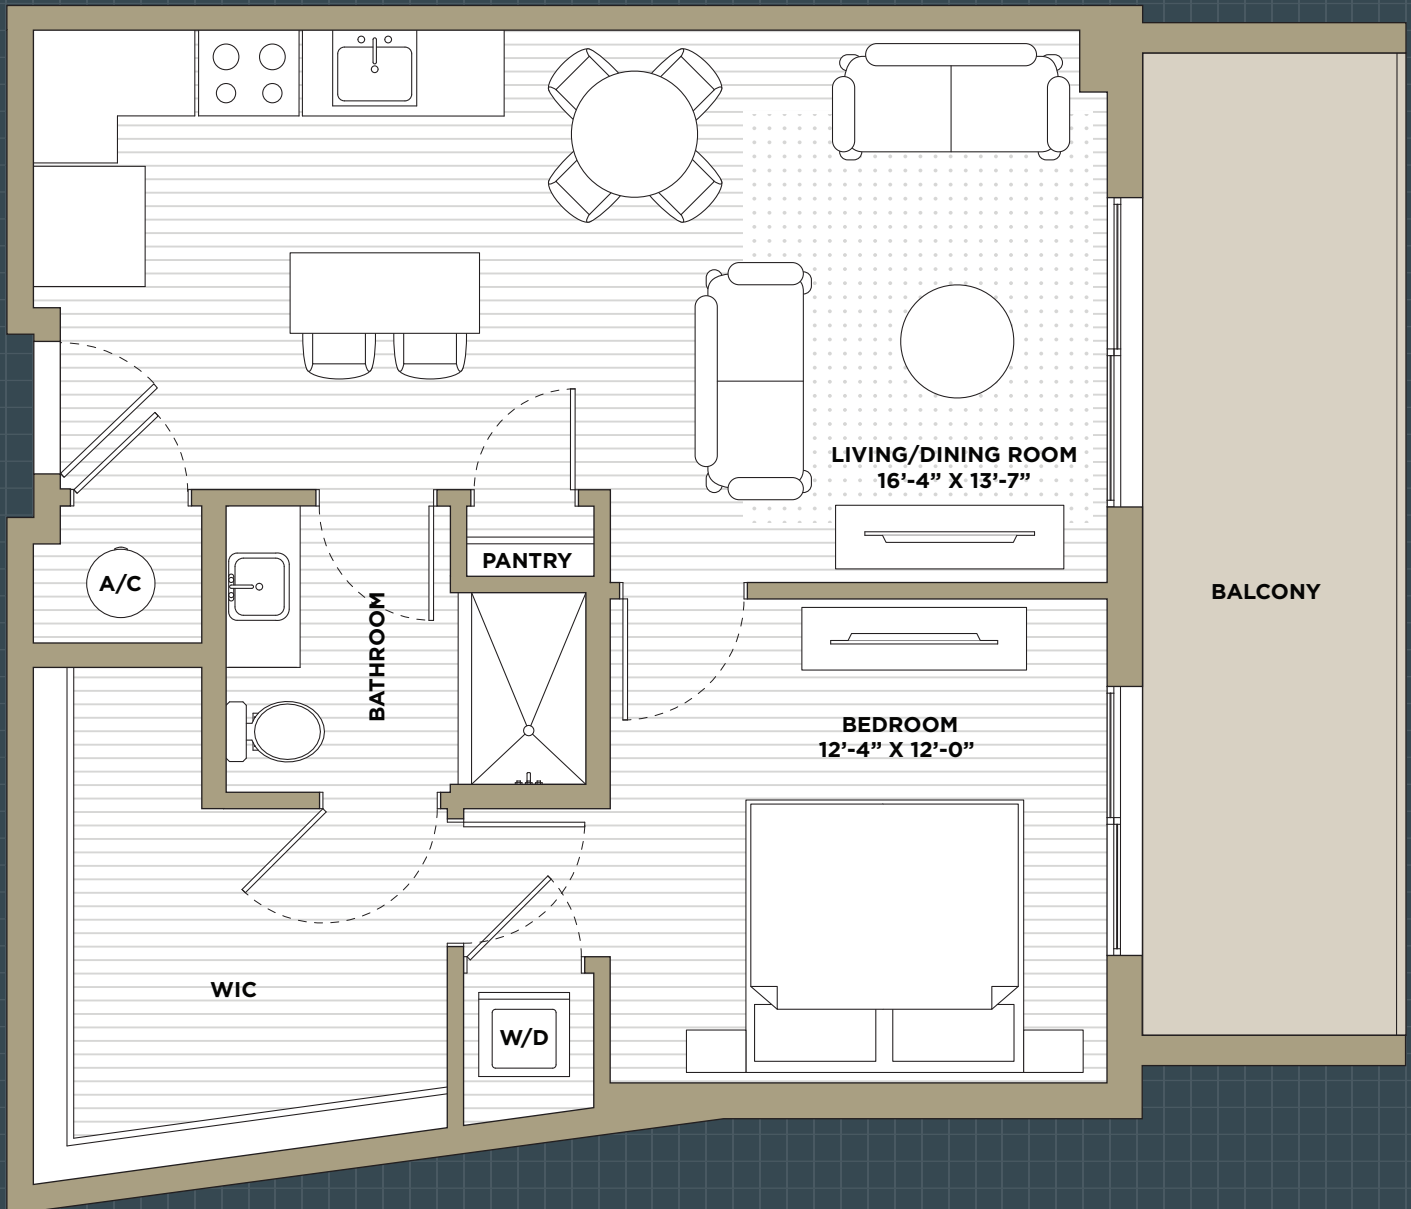 LIVING/DINING ROOM
16’-4” X 13’-7”
PANTRY
A/C
BALCONY
BATHROOM
BEDROOM
12’-4” X 12’-0”
WIC
W/D